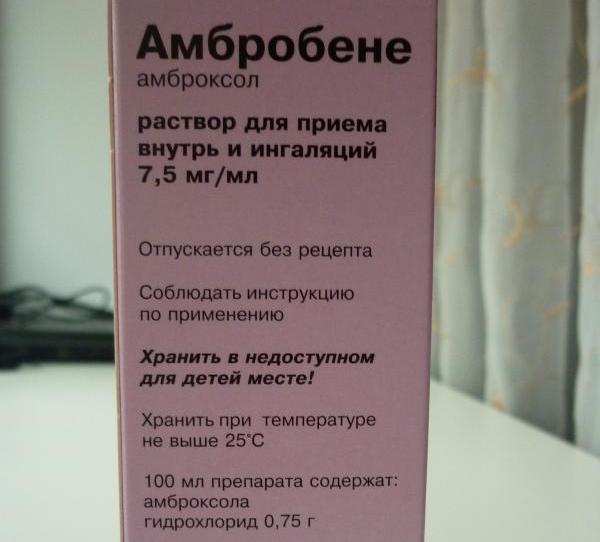 Амбробене
амброксол
раствор для приема
внутрь и ингаляций
7,5 мг/мл
Отпускается без рецепта
Соблюдать инструкцию
по применению
Хранить в недоступном
для детей месте!
Хранить при температуре
не выше 25°С
100 мл препарата содержат:
амброксола
гидрохлорид 0,75 г